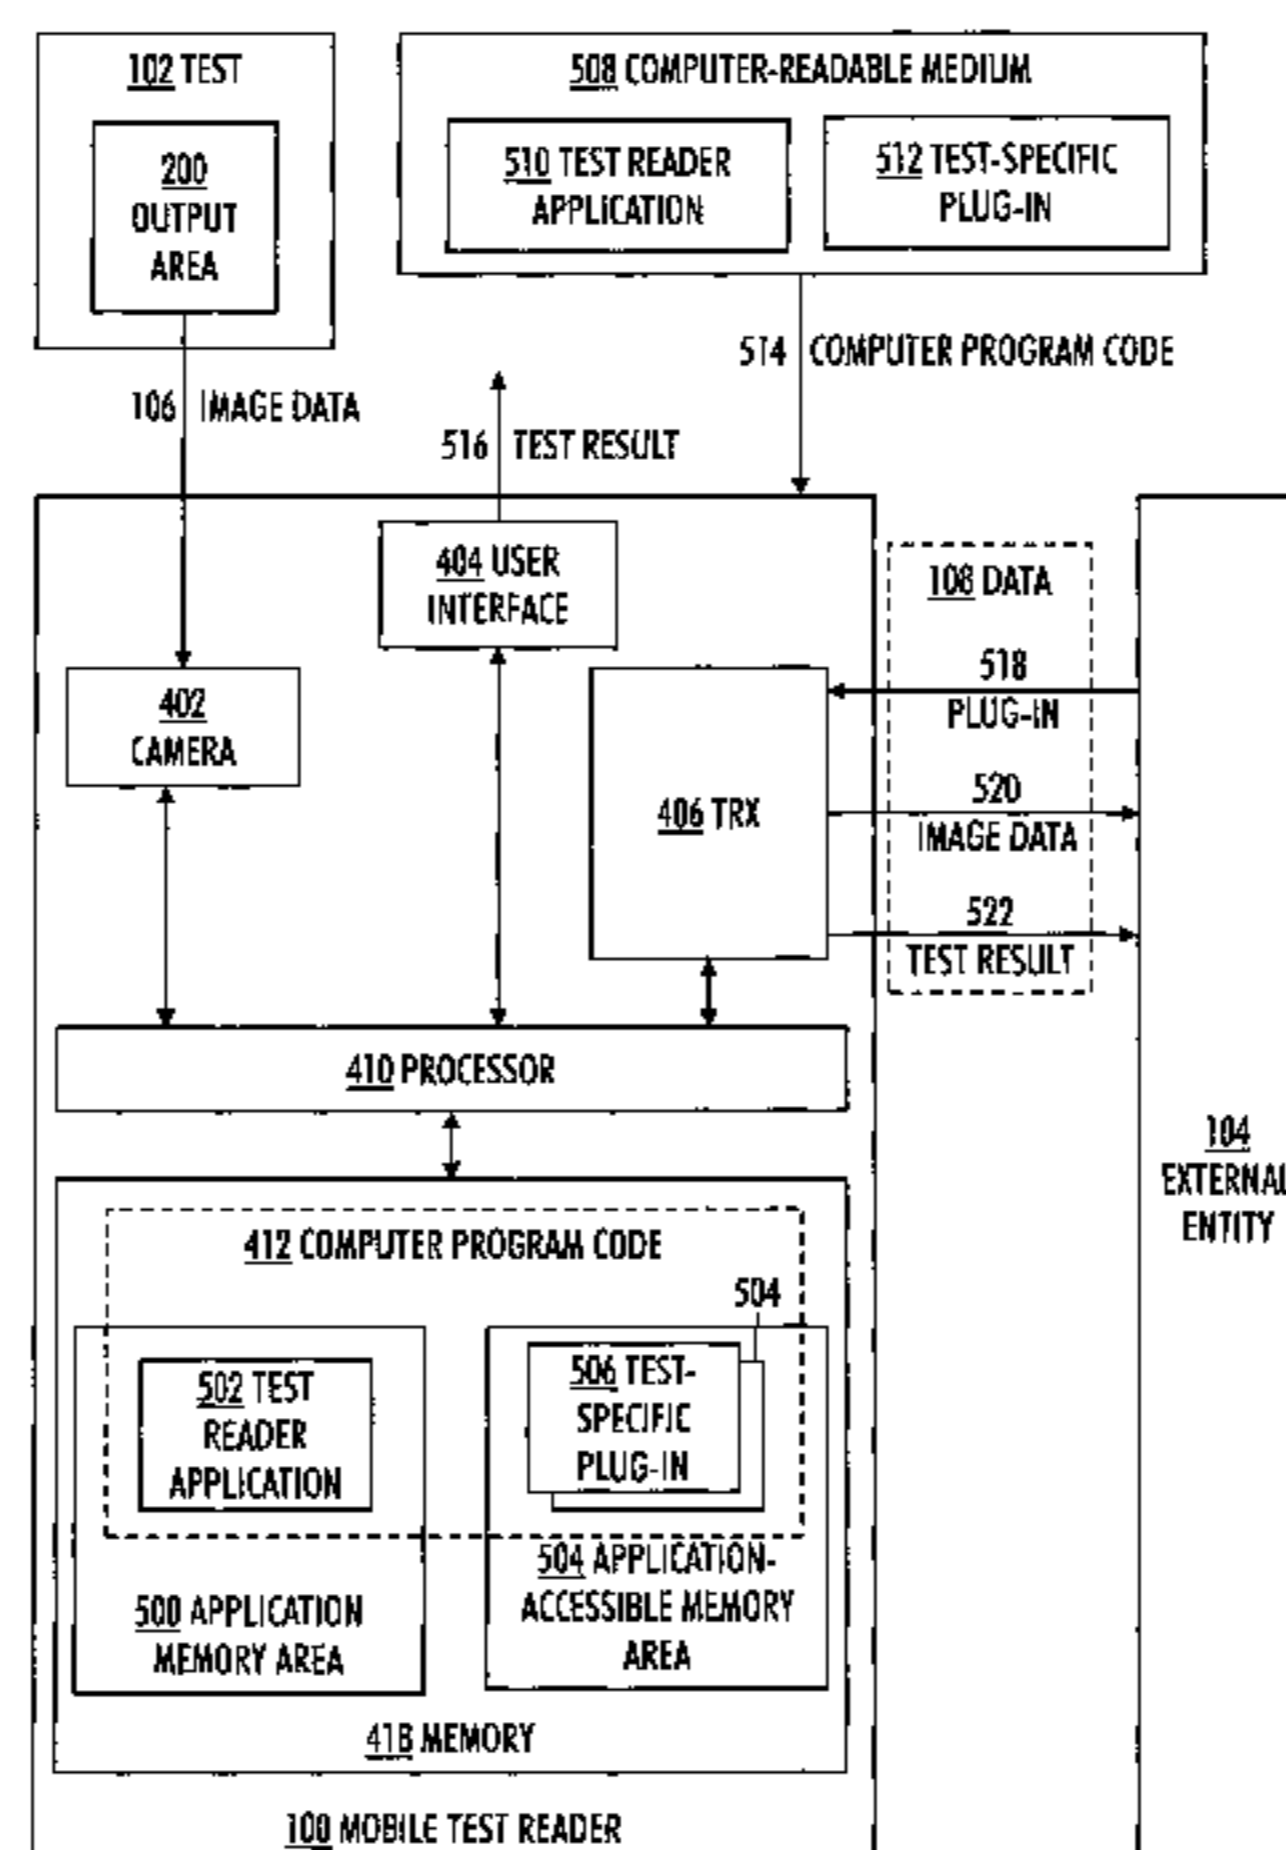 102 TEST
200
OUTPUT
AREA
508 COMPUTER-READABLE MEDIUM
510 TEST READER
APPLICATION
512 TEST-SPECIFIC
PLUG-IN
514 COMPUTER PROGRAM CODE
106 IMAGE DATA
516 TEST RESULT
404 USER
INTERFACE
108 DATA
518
PLUG-IN
402
CAMERA
406 TRX
520
IMAGE DATA
522
TEST RESULT
410 PROCESSOR
104
EXTERNAL
ENTITY
412 COMPUTER PROGRAM CODE
504
502 TEST
READER
APPLICATION
506 TEST-
SPECIFIC
PLUG-IN
504 APPLICATION-
ACCESSIBLE MEMORY
AREA
500 APPLICATION
MEMORY AREA
418 MEMORY
100 MOBILE TEST READER